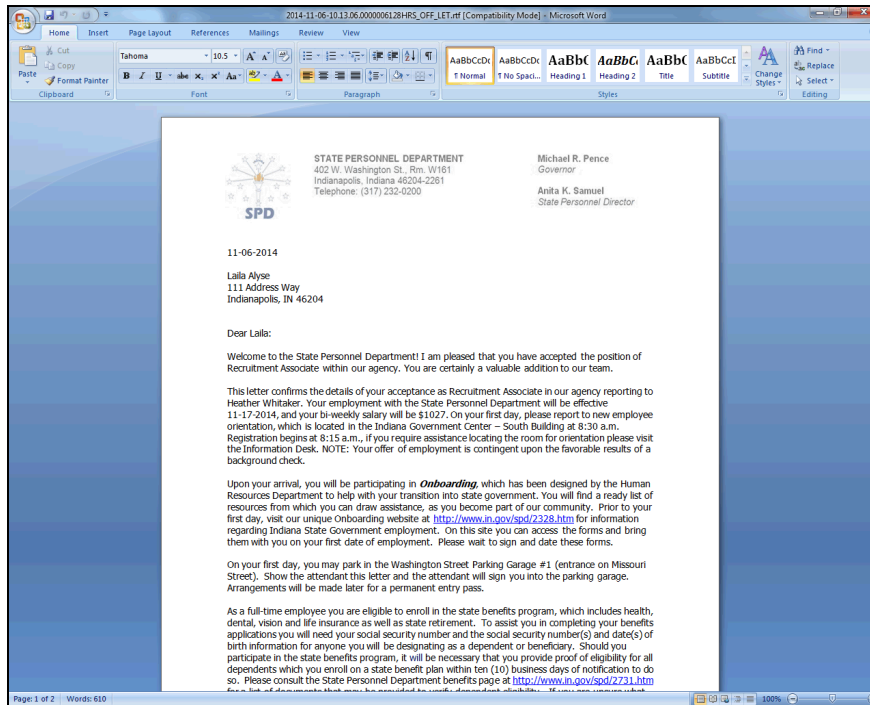 2014-11-06-10.13.06.0000006128HRS_OFF_LET.rtf [Compatibility Mode] - Microsoft Word
Home Insert Page Layout References Mailings Review View
Paste
Cut
Copy
Format Painter
Clipboard
Tahoma 10.5
Font
Paragraph
AaBbCcDc AaBbCcDc AaBbC AaBbC AaBbC AaBbCcI
¶ Normal ¶ No Spaci... Heading 1 Heading 2 Title Subtitle
Change Styles
Styles
Find
Replace
Select
Editing
SPD
STATE PERSONNEL DEPARTMENT
402 W. Washington St., Rm. W161
Indianapolis, Indiana 46204-2261
Telephone: (317) 232-0200
Michael R. Pence
Governor
Anita K. Samuel
State Personnel Director
11-06-2014
Laila Alyse
111 Address Way
Indianapolis, IN 46204
Dear Laila:
Welcome to the State Personnel Department! I am pleased that you have accepted the position of
Recruitment Associate within our agency. You are certainly a valuable addition to our team.
This letter confirms the details of your acceptance as Recruitment Associate in our agency reporting to
Heather Whitaker. Your employment with the State Personnel Department will be effective
11-17-2014, and your bi-weekly salary will be $1027. On your first day, please report to new employee
orientation, which is located in the Indiana Government Center – South Building at 8:30 a.m.
Registration begins at 8:15 a.m., if you require assistance locating the room for orientation please visit
the Information Desk. NOTE: Your offer of employment is contingent upon the favorable results of a
background check.
Upon your arrival, you will be participating in Onboarding, which has been designed by the Human
Resources Department to help with your transition into state government. You will find a ready list of
resources from which you can draw assistance, as you become part of our community. Prior to your
first day, visit our unique Onboarding website at http://www.in.gov/spd/2328.htm for information
regarding Indiana State Government employment. On this site you can access the forms and bring
them with you on your first date of employment. Please wait to sign and date these forms.
On your first day, you may park in the Washington Street Parking Garage #1 (entrance on Missouri
Street). Show the attendant this letter and the attendant will sign you into the parking garage.
Arrangements will be made later for a permanent entry pass.
As a full-time employee you are eligible to enroll in the state benefits program, which includes health,
dental, vision and life insurance as well as state retirement. To assist you in completing your benefits
applications you will need your social security number and the social security number(s) and date(s) of
birth information for anyone you will be designating as a dependent or beneficiary. Should you
participate in the state benefits program, it will be necessary that you provide proof of eligibility for all
dependents which you enroll on a state benefit plan within ten (10) business days of notification to do
so. Please consult the State Personnel Department benefits page at http://www.in.gov/spd/2731.htm
for a list of documents that may be provided to verify dependent eligibility. If you are unsure what
Page: 1 of 2 Words: 610
100%